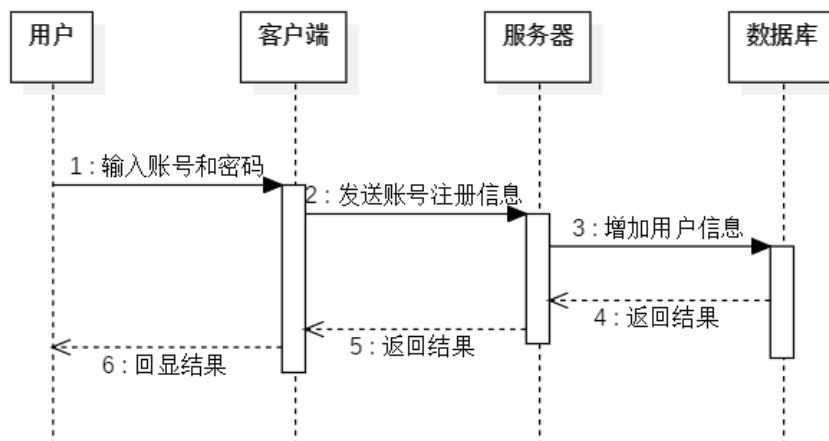 用户 客户端 服务器 数据库
1 : 输入账号和密码
2 : 发送账号注册信息
3 : 增加用户信息
4 : 返回结果
5 : 返回结果
6 : 回显结果